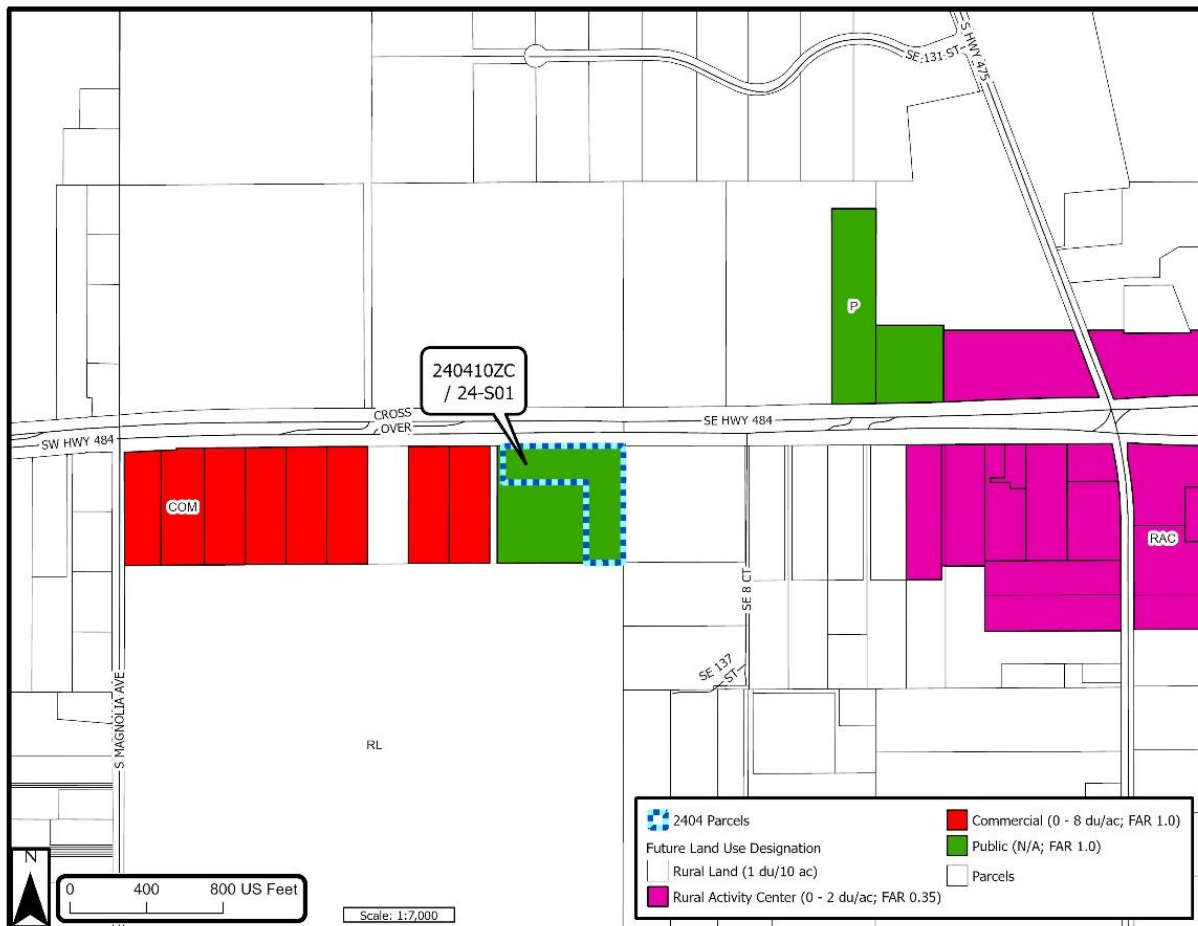 SE 131 ST
S HWY 475
P
240410ZC
/ 24-S01
CROSS
OVER
SE HWY 484
SW HWY 484
COM
RAC
SE 8 CT
SE 137
ST
S MAGNOLIA AVE
RL
2404 Parcels
Future Land Use Designation
Rural Land (1 du/10 ac)
Rural Activity Center (0 - 2 du/ac; FAR 0.35)
Commercial (0 - 8 du/ac; FAR 1.0)
Public (N/A; FAR 1.0)
Parcels
N
0 400 800 US Feet
Scale: 1:7,000